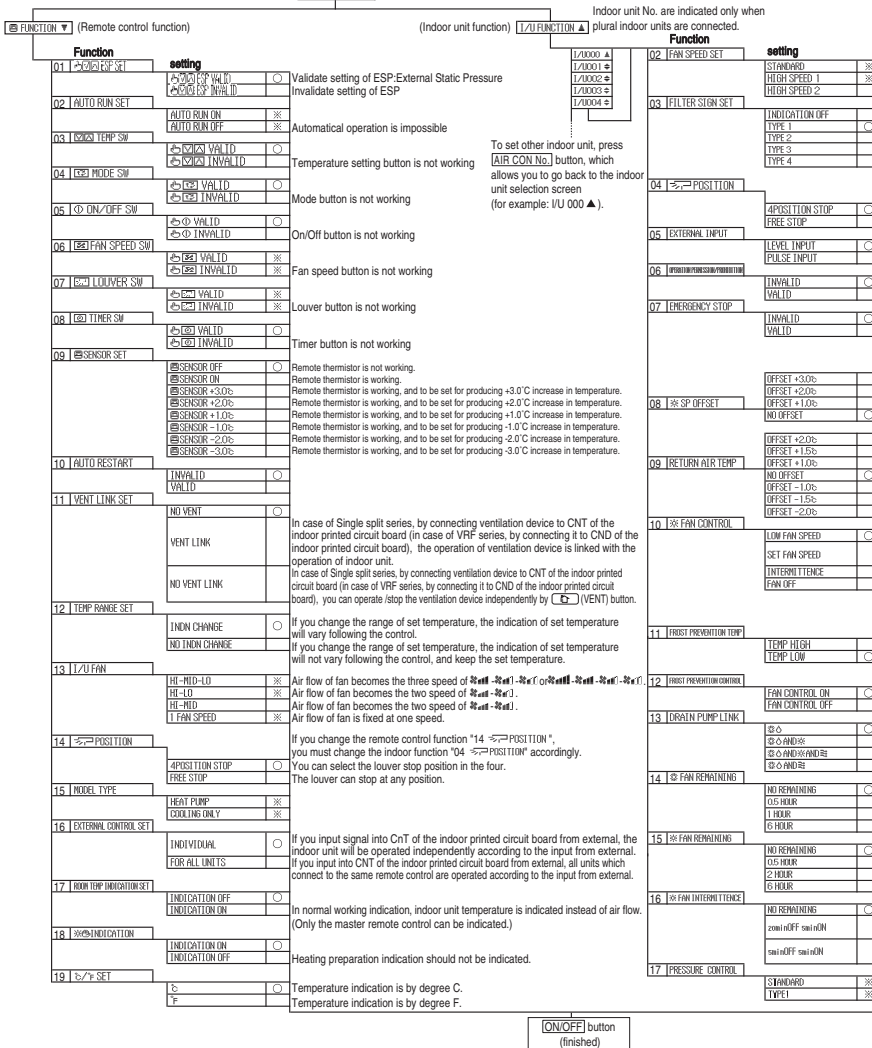 Indoor unit No. are indicated only when
FUNCTION ▼ (Remote control function)
(Indoor unit function) I/U FUNCTION ▲ plural indoor units are connected.
Function
setting
01 ESP SET
ESP VALID ○ Validate setting of ESP:External Static Pressure
ESP INVALID Invalidate setting of ESP
02 AUTO RUN SET
AUTO RUN ON ※
AUTO RUN OFF ※ Automatical operation is impossible
03 TEMP SW
VALID ○
INVALID Temperature setting button is not working
04 MODE SW
VALID ○
INVALID Mode button is not working
05 ON/OFF SW
VALID ○
INVALID On/Off button is not working
06 FAN SPEED SW
VALID ※
INVALID ※ Fan speed button is not working
07 LOUVER SW
VALID ※
INVALID ※ Louver button is not working
08 TIMER SW
VALID ○
INVALID Timer button is not working
09 SENSOR SET
SENSOR OFF ○ Remote thermistor is not working.
SENSOR ON Remote thermistor is working.
SENSOR +3.0℃ Remote thermistor is working, and to be set for producing +3.0˚C increase in temperature.
SENSOR +2.0℃ Remote thermistor is working, and to be set for producing +2.0˚C increase in temperature.
SENSOR +1.0℃ Remote thermistor is working, and to be set for producing +1.0˚C increase in temperature.
SENSOR −1.0℃ Remote thermistor is working, and to be set for producing -1.0˚C increase in temperature.
SENSOR −2.0℃ Remote thermistor is working, and to be set for producing -2.0˚C increase in temperature.
SENSOR −3.0℃ Remote thermistor is working, and to be set for producing -3.0˚C increase in temperature.
10 AUTO RESTART
INVALID ○
VALID
11 VENT LINK SET
NO VENT ○
VENT LINK
In case of Single split series, by connecting ventilation device to CNT of the
indoor printed circuit board (in case of VRF series, by connecting it to CND of the
indoor printed circuit board), the operation of ventilation device is linked with the
operation of indoor unit.
NO VENT LINK
In case of Single split series, by connecting ventilation device to CNT of the indoor printed
circuit board (in case of VRF series, by connecting it to CND of the indoor printed circuit
board), you can operate /stop the ventilation device independently by (VENT) button.
12 TEMP RANGE SET
INDN CHANGE ○ If you change the range of set temperature, the indication of set temperature
will vary following the control.
NO INDN CHANGE If you change the range of set temperature, the indication of set temperature
will not vary following the control, and keep the set temperature.
13 I/U FAN
HI-MID-LO ※ Air flow of fan becomes the three speed of - - or - - - .
HI-LO ※ Air flow of fan becomes the two speed of - .
HI-MID Air flow of fan becomes the two speed of - .
1 FAN SPEED ※ Air flow of fan is fixed at one speed.
14 POSITION
If you change the remote control function "14 POSITION ",
you must change the indoor function "04 POSITION" accordingly.
4POSITION STOP ○ You can select the louver stop position in the four.
FREE STOP The louver can stop at any position.
15 MODEL TYPE
HEAT PUMP ※
COOLING ONLY ※
16 EXTERNAL CONTROL SET
INDIVIDUAL ○ If you input signal into CnT of the indoor printed circuit board from external, the
indoor unit will be operated independently according to the input from external.
FOR ALL UNITS If you input into CNT of the indoor printed circuit board from external, all units which
connect to the same remote control are operated according to the input from external.
17 ROOM TEMP INDICATION SET
INDICATION OFF ○
INDICATION ON In normal working indication, indoor unit temperature is indicated instead of air flow.
(Only the master remote control can be indicated.)
18 INDICATION
INDICATION ON ○
INDICATION OFF Heating preparation indication should not be indicated.
19 ℃/℉ SET
℃ ○ Temperature indication is by degree C.
℉ Temperature indication is by degree F.
I/U000 ▲
I/U001
I/U002
I/U003
I/U004
To set other indoor unit, press
AIR CON No. button, which
allows you to go back to the indoor
unit selection screen
(for example: I/U 000 ▲).
Function
setting
02 FAN SPEED SET
STANDARD ※
HIGH SPEED 1 ※
HIGH SPEED 2
03 FILTER SIGN SET
INDICATION OFF
TYPE 1 ○
TYPE 2
TYPE 3
TYPE 4
04 POSITION
4POSITION STOP ○
FREE STOP
05 EXTERNAL INPUT
LEVEL INPUT ○
PULSE INPUT
06 OPERATION PERMISSION/PROHIBITION
INVALID ○
VALID
07 EMERGENCY STOP
INVALID ○
VALID
08 SP OFFSET
OFFSET +3.0℃
OFFSET +2.0℃
OFFSET +1.0℃
NO OFFSET ○
09 RETURN AIR TEMP
OFFSET +2.0℃
OFFSET +1.5℃
OFFSET +1.0℃
NO OFFSET ○
OFFSET −1.0℃
OFFSET −1.5℃
OFFSET −2.0℃
10 FAN CONTROL
LOW FAN SPEED ○
SET FAN SPEED
INTERMITTENCE
FAN OFF
11 FROST PREVENTION TEMP
TEMP HIGH
TEMP LOW ○
12 FROST PREVENTION CONTROL
FAN CONTROL ON ○
FAN CONTROL OFF
13 DRAIN PUMP LINK
○
AND
AND AND
AND
14 FAN REMAINING
NO REMAINING ○
0.5 HOUR
1 HOUR
6 HOUR
15 FAN REMAINING
NO REMAINING ○
0.5 HOUR
2 HOUR
6 HOUR
16 FAN INTERMITTENCE
NO REMAINING ○
20minOFF 5minON
5minOFF 5minON
17 PRESSURE CONTROL
STANDARD ※
TYPE1 ※
ON/OFF button
(finished)